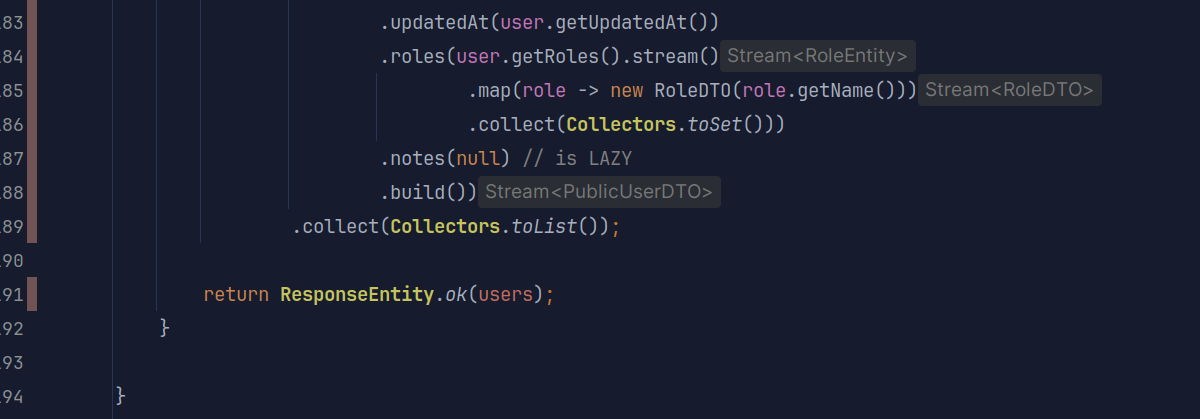 83 .updatedAt(user.getUpdatedAt())
84 .roles(user.getRoles().stream() Stream<RoleEntity>
85 .map(role -> new RoleDTO(role.getName())) Stream<RoleDTO>
86 .collect(Collectors.toSet()))
87 .notes(null) // is LAZY
88 .build()) Stream<PublicUserDTO>
89 .collect(Collectors.toList());
90
91 return ResponseEntity.ok(users);
92 }
93
94 }